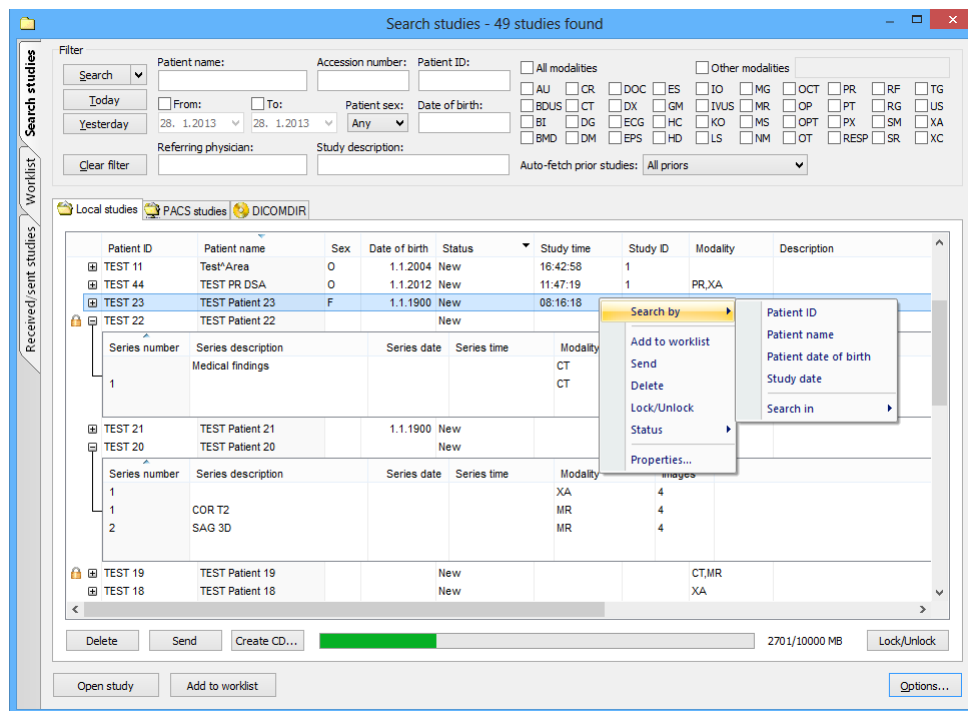 Search studies - 49 studies found
Search studies
Worklist
Received/sent studies
Filter
Search
Today
Yesterday
Clear filter
Patient name:
Accession number:
Patient ID:
From:
To:
Patient sex:
Date of birth:
28. 1.2013
28. 1.2013
Any
Referring physician:
Study description:
All modalities
Other modalities
AU CR DOC ES IO MG OCT PR RF TG
BDUS CT DX GM IVUS MR OP PT RG US
BI DG ECG HC KO MS OPT PX SM XA
BMD DM EPS HD LS NM OT RESP SR XC
Auto-fetch prior studies: All priors
Local studies PACS studies DICOMDIR
Patient ID Patient name Sex Date of birth Status Study time Study ID Modality Description
TEST 11 Test^Area O 1.1.2004 New 16:42:58 1
TEST 44 TEST PR DSA O 1.1.2012 New 11:47:19 1 PR,XA
TEST 23 TEST Patient 23 F 1.1.1900 New 08:16:18
TEST 22 TEST Patient 22 New
Series number Series description Series date Series time Modality
Medical findings CT
1 CT
TEST 21 TEST Patient 21 1.1.1900 New
TEST 20 TEST Patient 20 New
Series number Series description Series date Series time Modality Images
1 XA 4
1 COR T2 MR 4
2 SAG 3D MR 4
TEST 19 TEST Patient 19 New CT,MR
TEST 18 TEST Patient 18 New XA
Search by
Add to worklist
Send
Delete
Lock/Unlock
Status
Properties...
Patient ID
Patient name
Patient date of birth
Study date
Search in
Delete Send Create CD... 2701/10000 MB Lock/Unlock
Open study Add to worklist Options...